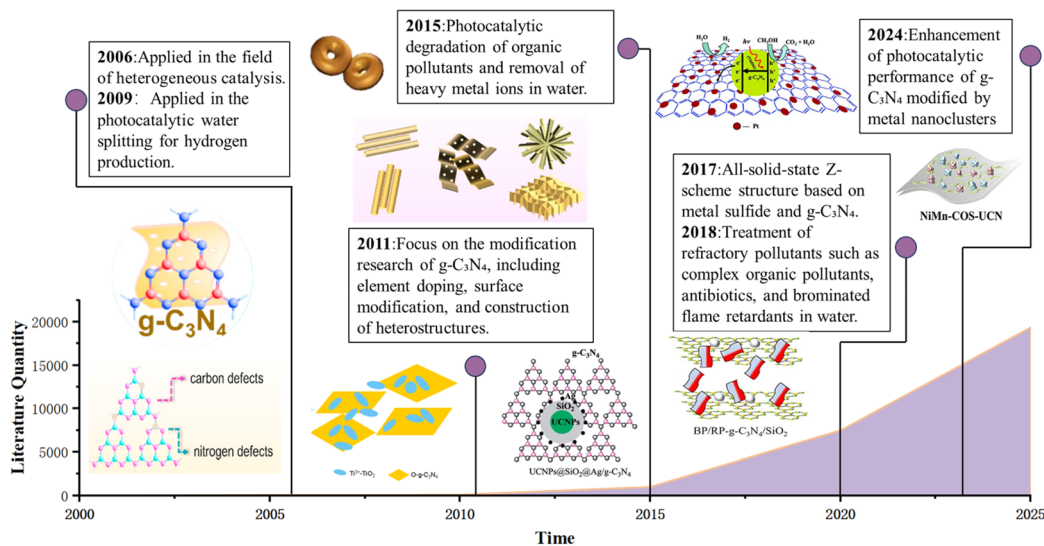 2006:Applied in the field
of heterogeneous catalysis.
2009： Applied in the
photocatalytic water
splitting for hydrogen
production.
2015:Photocatalytic
degradation of organic
pollutants and removal of
heavy metal ions in water.
H₂O
H₂
hν
CH₃OH
CO₂ + H₂O
e⁻
e⁻
e⁻
h⁺
h⁺
h⁺
g-C₃N₄
— Pt
2024:Enhancement
of photocatalytic
performance of g-
C₃N₄ modified by
metal nanoclusters
NiMn-COS-UCN
2017:All-solid-state Z-
scheme structure based on
metal sulfide and g-C₃N₄.
2018:Treatment of
refractory pollutants such as
complex organic pollutants,
antibiotics, and brominated
flame retardants in water.
2011:Focus on the modification
research of g-C₃N₄, including
element doping, surface
modification, and construction
of heterostructures.
g-C₃N₄
carbon defects
nitrogen defects
Ti³⁺-TiO₂
O-g-C₃N₄
g-C₃N₄
Ag
SiO₂
UCNPs
UCNPs@SiO₂@Ag/g-C₃N₄
BP/RP-g-C₃N₄/SiO₂
Literature Quantity
20000
15000
10000
5000
0
2000
2005
2010
2015
2020
2025
Time